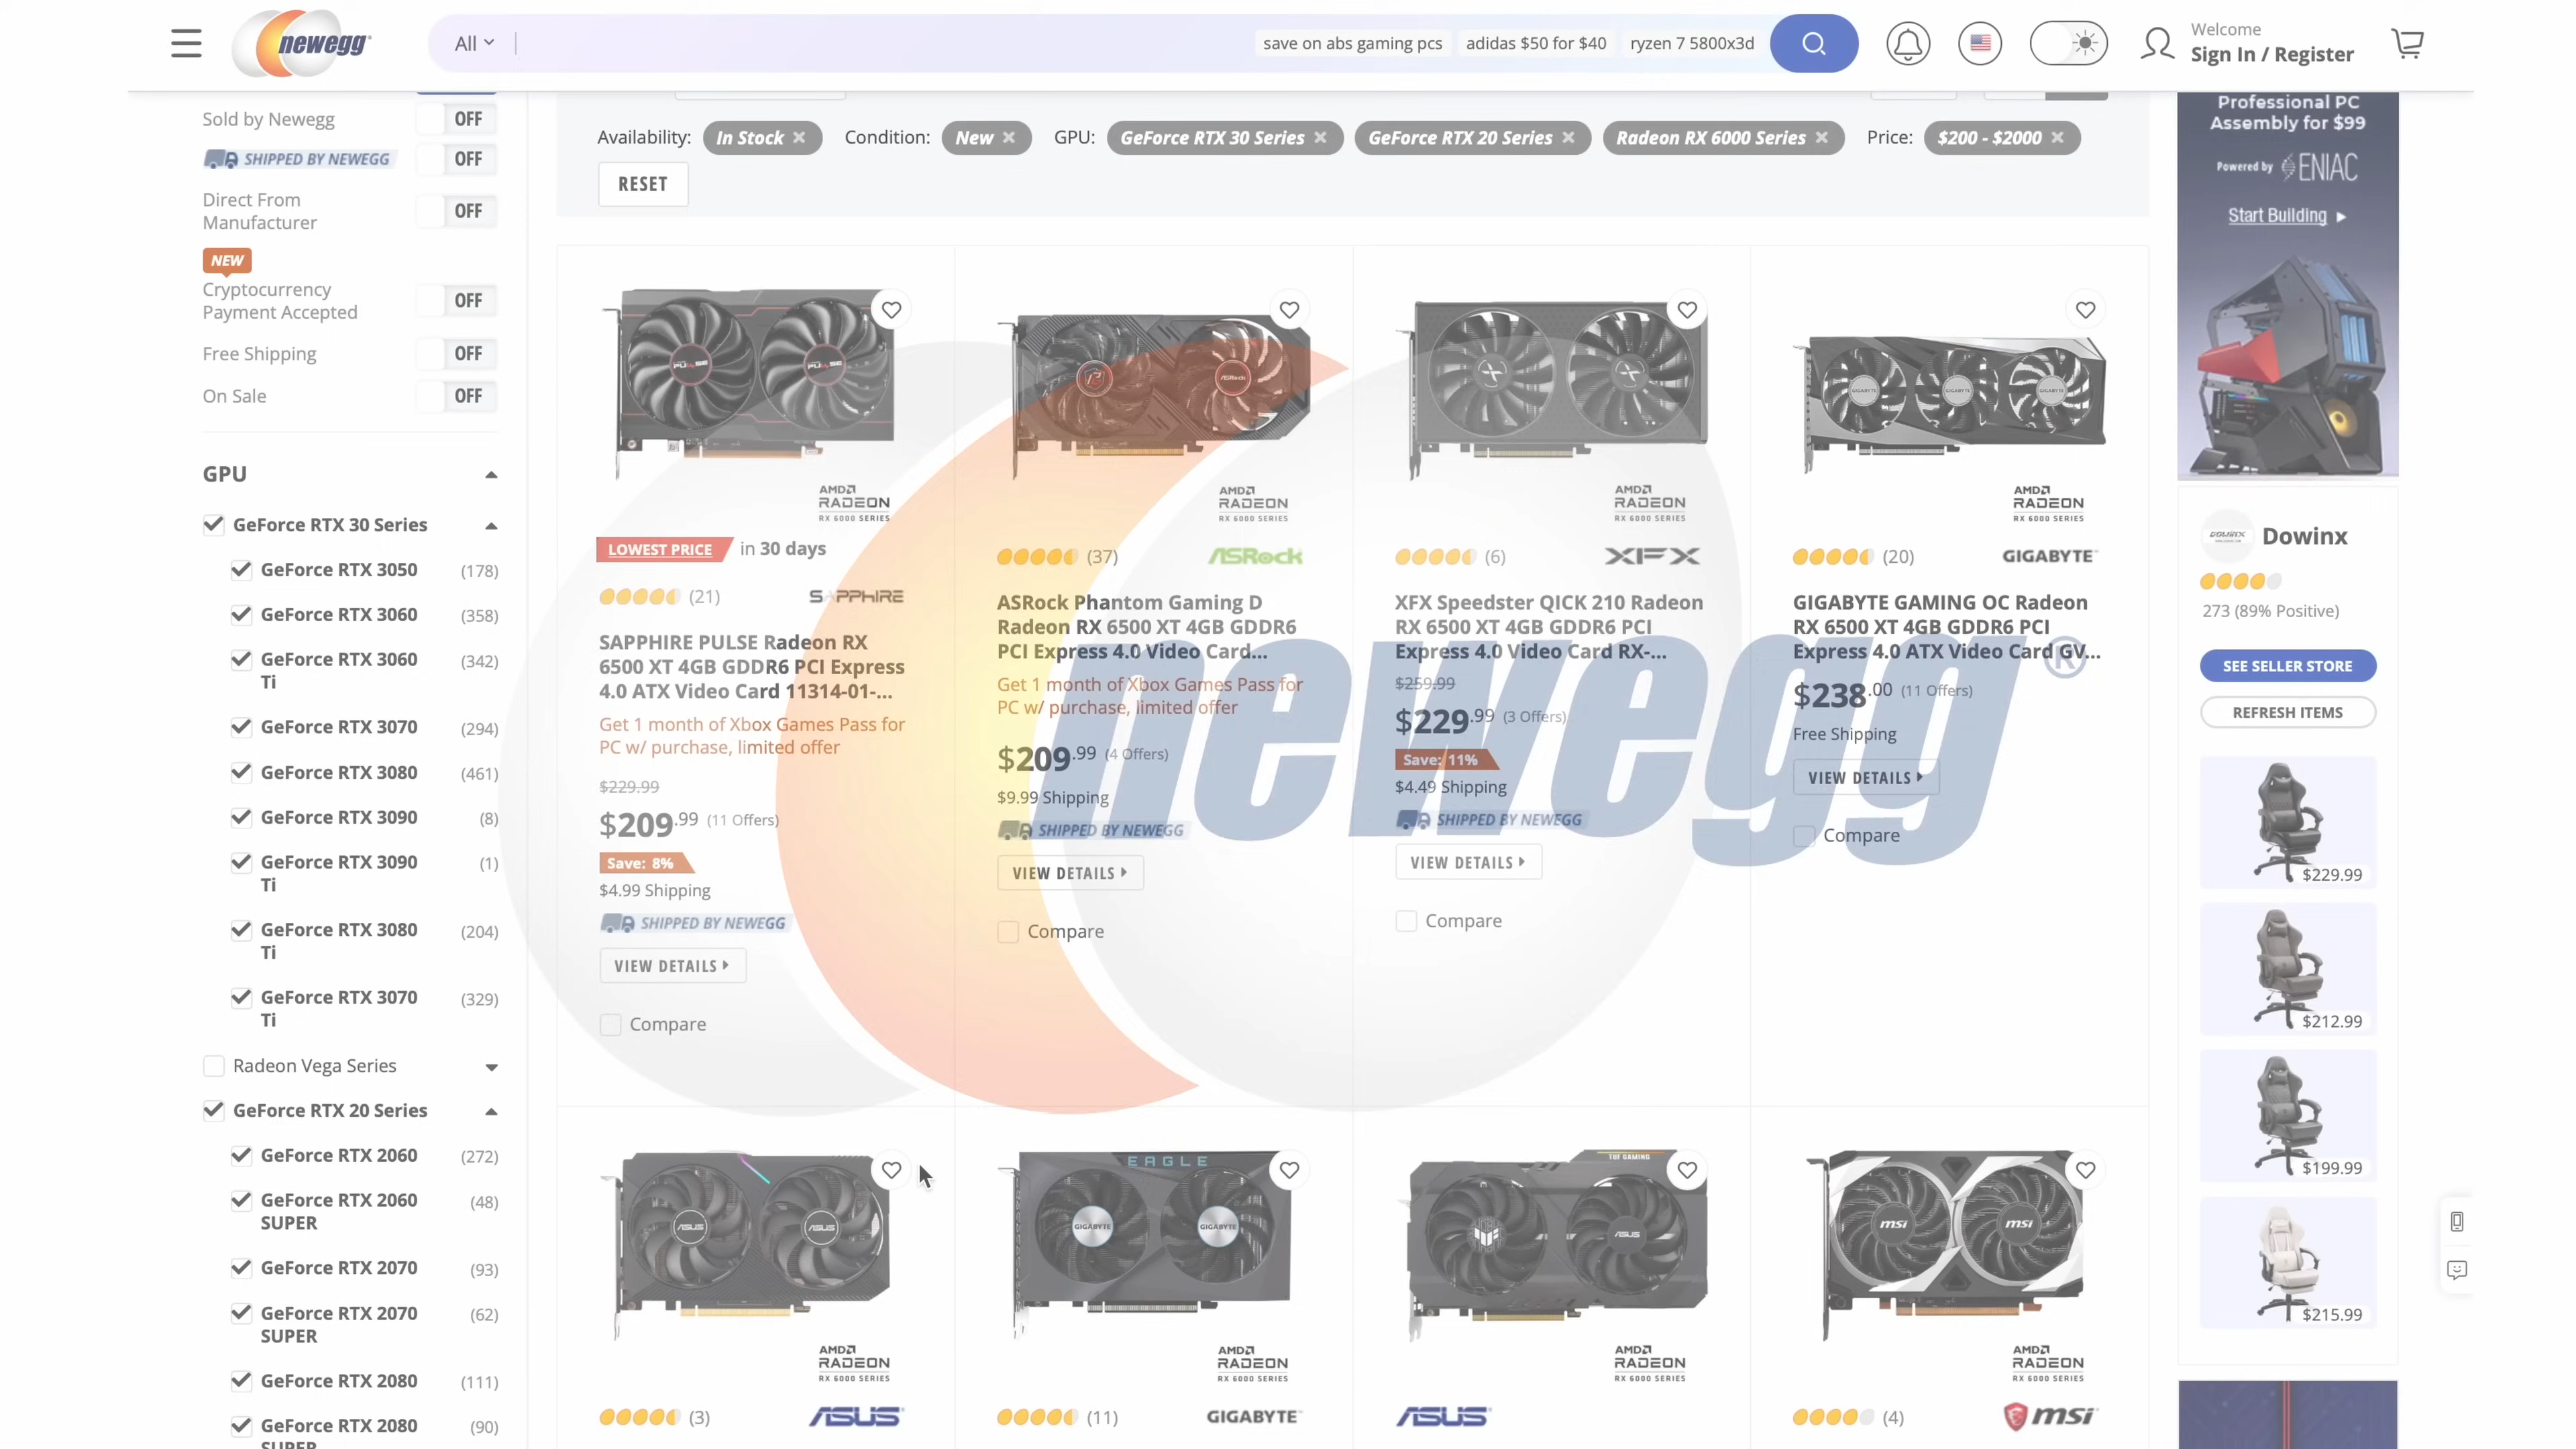 newegg
All
save on abs gaming pcs
adidas $50 for $40
ryzen 7 5800x3d
Welcome
Sign In / Register
Sold by Newegg
OFF
SHIPPED BY NEWEGG
OFF
Direct From
Manufacturer
OFF
NEW
Cryptocurrency
Payment Accepted
OFF
Free Shipping
OFF
On Sale
OFF
GPU
GeForce RTX 30 Series
GeForce RTX 3050 (178)
GeForce RTX 3060 (358)
GeForce RTX 3060 (342)
Ti
GeForce RTX 3070 (294)
GeForce RTX 3080 (461)
GeForce RTX 3090 (8)
GeForce RTX 3090 (1)
Ti
GeForce RTX 3080 (204)
Ti
GeForce RTX 3070 (329)
Ti
Radeon Vega Series
GeForce RTX 20 Series
GeForce RTX 2060 (272)
GeForce RTX 2060 (48)
SUPER
GeForce RTX 2070 (93)
GeForce RTX 2070 (62)
SUPER
GeForce RTX 2080 (111)
GeForce RTX 2080 (90)
SUPER
Availability: In Stock × Condition: New × GPU: GeForce RTX 30 Series × GeForce RTX 20 Series × Radeon RX 6000 Series × Price: $200 - $2000 ×
RESET
PULSE PULSE
AMD
RADEON
RX 6000 SERIES
LOWEST PRICE in 30 days
(21) SAPPHIRE
SAPPHIRE PULSE Radeon RX
6500 XT 4GB GDDR6 PCI Express
4.0 ATX Video Card 11314-01-...
Get 1 month of Xbox Games Pass for
PC w/ purchase, limited offer
$229.99
$209.99 (11 Offers)
Save: 8%
$4.99 Shipping
SHIPPED BY NEWEGG
VIEW DETAILS
Compare
ASRock
AMD
RADEON
RX 6000 SERIES
(37) ASRock
ASRock Phantom Gaming D
Radeon RX 6500 XT 4GB GDDR6
PCI Express 4.0 Video Card...
Get 1 month of Xbox Games Pass for
PC w/ purchase, limited offer
$209.99 (4 Offers)
$9.99 Shipping
SHIPPED BY NEWEGG
VIEW DETAILS
Compare
AMD
RADEON
RX 6000 SERIES
(6) XFX
XFX Speedster QICK 210 Radeon
RX 6500 XT 4GB GDDR6 PCI
Express 4.0 Video Card RX-...
$259.99
$229.99 (3 Offers)
Save: 11%
$4.49 Shipping
SHIPPED BY NEWEGG
VIEW DETAILS
Compare
GIGABYTE GIGABYTE GIGABYTE
AMD
RADEON
RX 6000 SERIES
(20) GIGABYTE
GIGABYTE GAMING OC Radeon
RX 6500 XT 4GB GDDR6 PCI
Express 4.0 ATX Video Card GV...
$238.00 (11 Offers)
Free Shipping
VIEW DETAILS
Compare
newegg®
ASUS ASUS
AMD
RADEON
RX 6000 SERIES
(3) ASUS
EAGLE
GIGABYTE GIGABYTE
AMD
RADEON
RX 6000 SERIES
(11) GIGABYTE
TUF GAMING
ASUS
AMD
RADEON
RX 6000 SERIES
ASUS
msi msi
AMD
RADEON
RX 6000 SERIES
(4) msi
Professional PC
Assembly for $99
Powered by ENIAC
Start Building
DOWINX
Dowinx
273 (89% Positive)
SEE SELLER STORE
REFRESH ITEMS
$229.99
$212.99
$199.99
$215.99